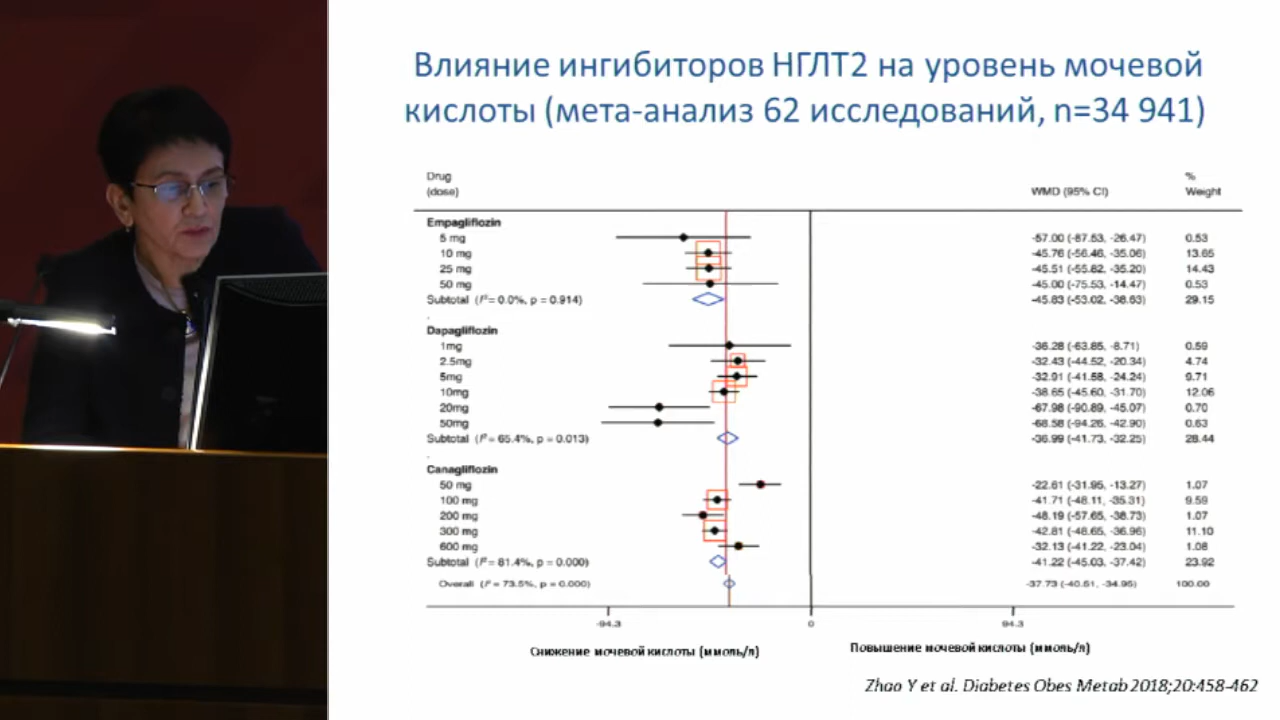 Влияние ингибиторов НГЛТ2 на уровень мочевой
кислоты (мета-анализ 62 исследований, n=34 941)
Drug
(dose)
WMD (95% CI)
%
Weight
Empagliflozin
5 mg -57.00 (-87.53, -26.47) 0.53
10 mg -45.76 (-56.46, -35.06) 13.65
25 mg -45.51 (-55.82, -35.20) 14.43
50 mg -45.00 (-75.53, -14.47) 0.53
Subtotal (I²= 0.0%, p = 0.914) -45.83 (-53.02, -38.63) 29.15
Dapagliflozin
1mg -36.28 (-63.85, -8.71) 0.59
2.5mg -32.43 (-44.52, -20.34) 4.74
5mg -32.91 (-41.58, -24.24) 9.71
10mg -38.65 (-45.60, -31.70) 12.06
20mg -67.98 (-90.89, -45.07) 0.70
50mg -68.58 (-94.26, -42.90) 0.63
Subtotal (I²= 65.4%, p = 0.013) -36.99 (-41.73, -32.25) 28.44
Canagliflozin
50 mg -22.61 (-31.95, -13.27) 1.07
100 mg -41.71 (-48.11, -35.31) 9.59
200 mg -48.19 (-57.65, -38.73) 1.07
300 mg -42.81 (-48.65, -36.96) 11.10
600 mg -32.13 (-41.22, -23.04) 1.08
Subtotal (I²= 81.4%, p = 0.000) -41.22 (-45.03, -37.42) 23.92
Overall (I²= 73.5%, p = 0.000) -37.73 (-40.51, -34.95) 100.00
-94.3 0 94.3
Снижение мочевой кислоты (ммоль/л)
Повышение мочевой кислоты (ммоль/л)
Zhao Y et al. Diabetes Obes Metab 2018;20:458-462